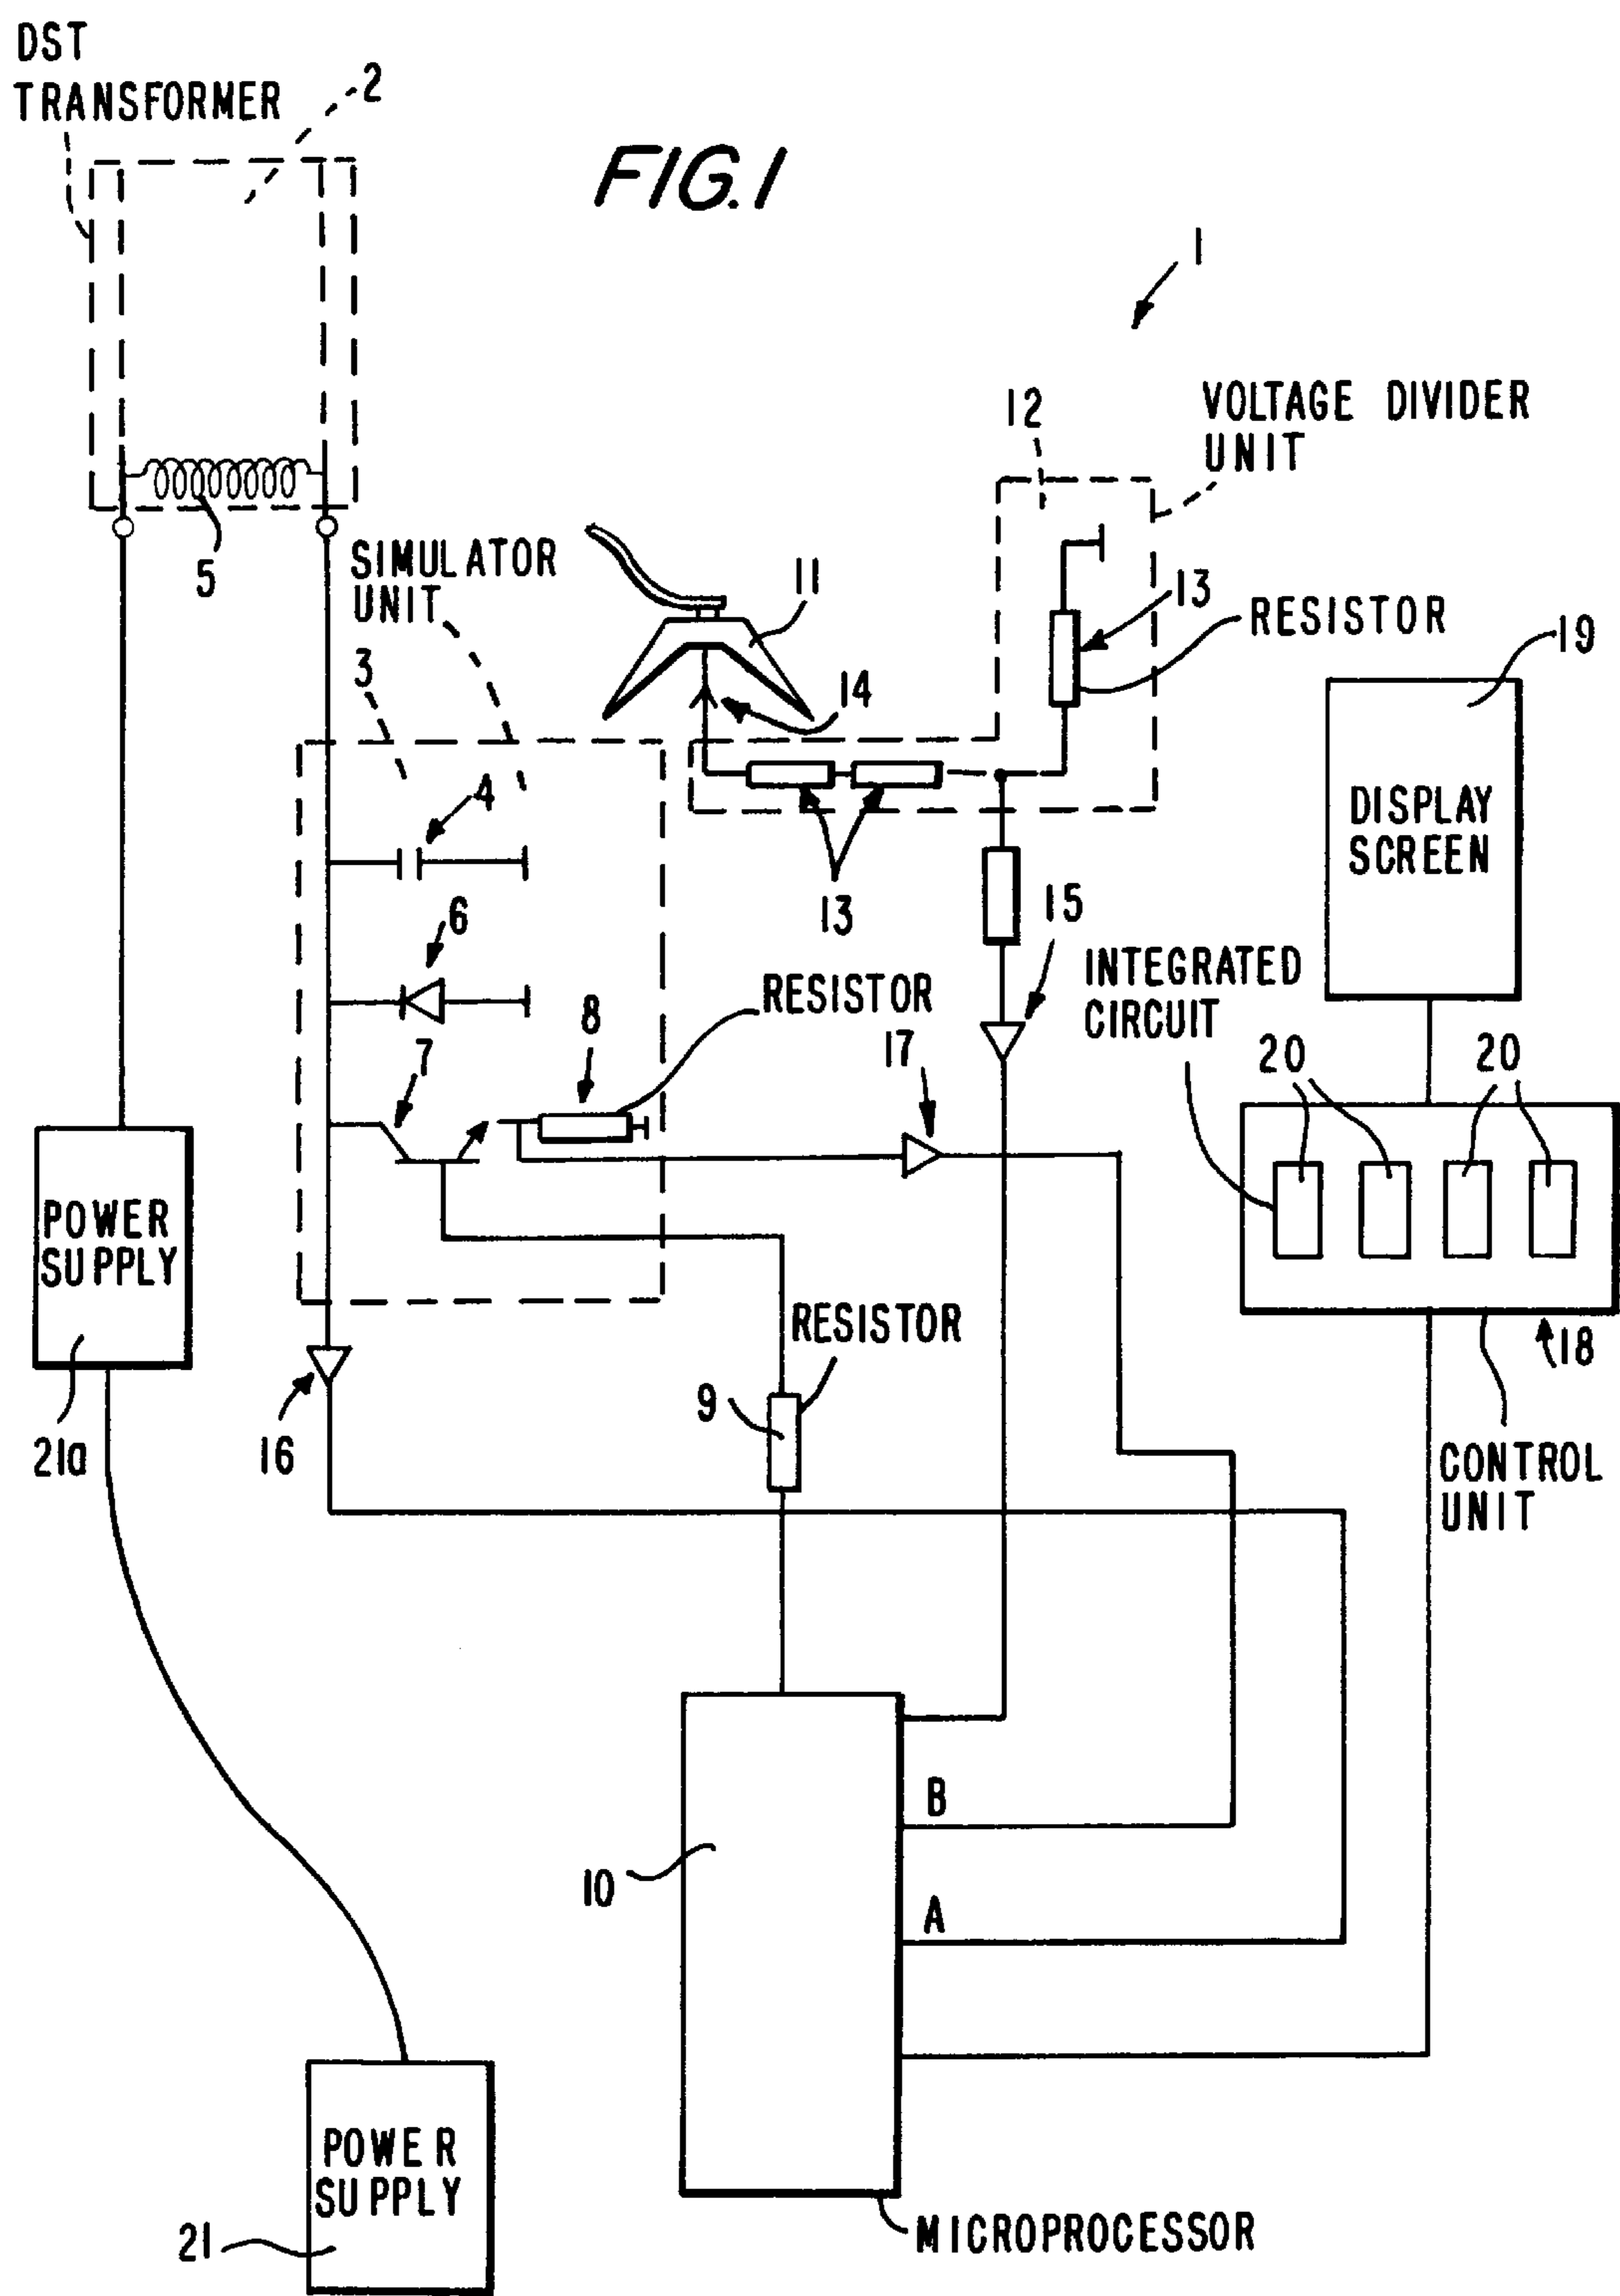 DST
TRANSFORMER
2
FIG. 1
1
12
VOLTAGE DIVIDER
UNIT
5
SIMULATOR
UNIT
11
13
RESISTOR
19
3
14
4
DISPLAY
SCREEN
13
15
6
INTEGRATED
CIRCUIT
RESISTOR
8
17
20
20
7
POWER
SUPPLY
RESISTOR
18
9
21a
16
CONTROL
UNIT
B
10
A
POWER
SUPPLY
21
MICROPROCESSOR